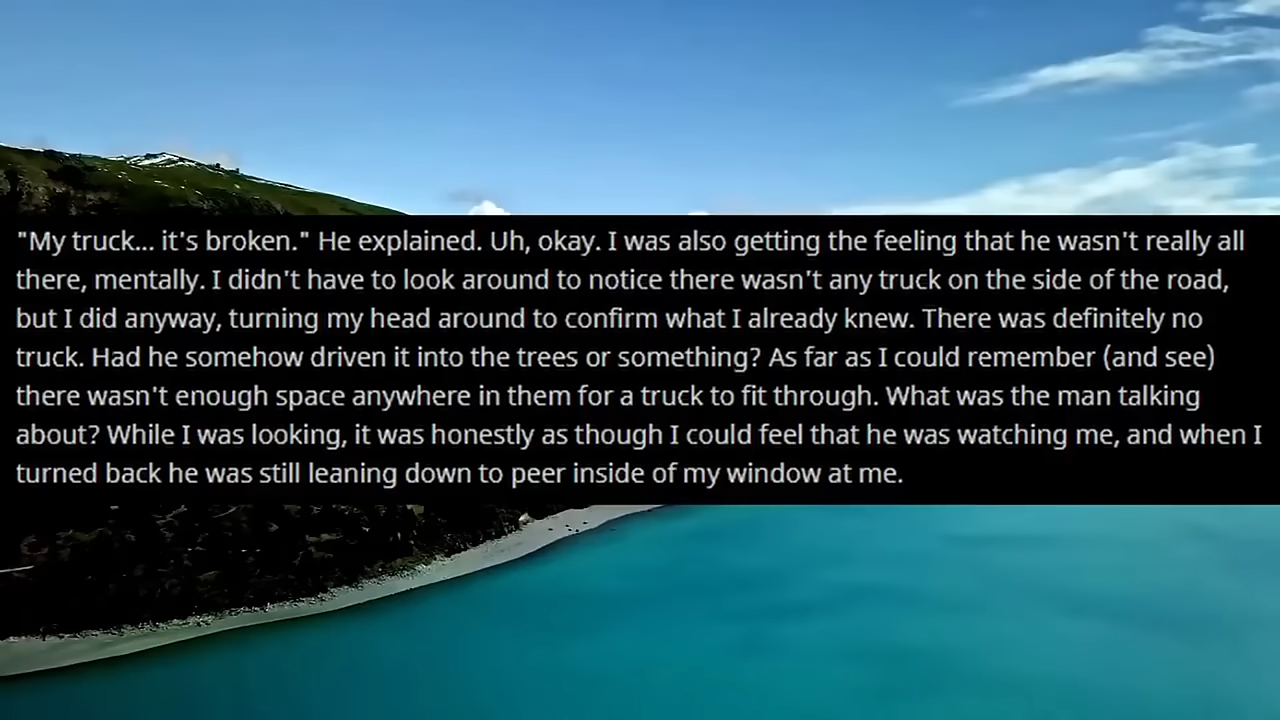 "My truck... it's broken." He explained. Uh, okay. I was also getting the feeling that he wasn't really all
there, mentally. I didn't have to look around to notice there wasn't any truck on the side of the road,
but I did anyway, turning my head around to confirm what I already knew. There was definitely no
truck. Had he somehow driven it into the trees or something? As far as I could remember (and see)
there wasn't enough space anywhere in them for a truck to fit through. What was the man talking
about? While I was looking, it was honestly as though I could feel that he was watching me, and when I
turned back he was still leaning down to peer inside of my window at me.